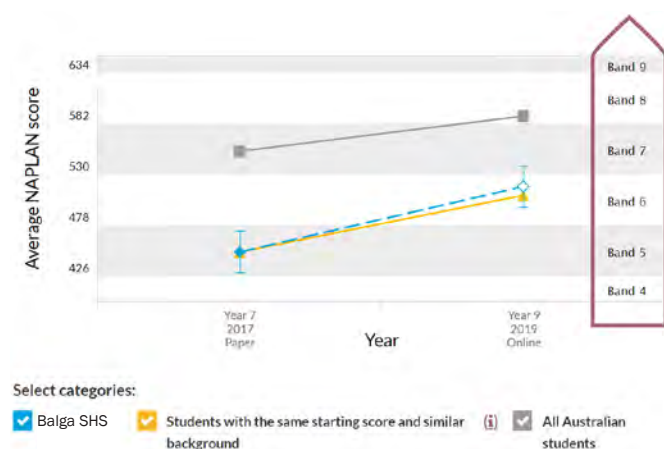 634
582
530
478
426
Average NAPLAN score
Band 9
Band 8
Band 7
Band 6
Band 5
Band 4
Year 7
2017
Paper
Year
Year 9
2019
Online
Select categories:
Balga SHS
Students with the same starting score and similar
background
(i)
All Australian
students